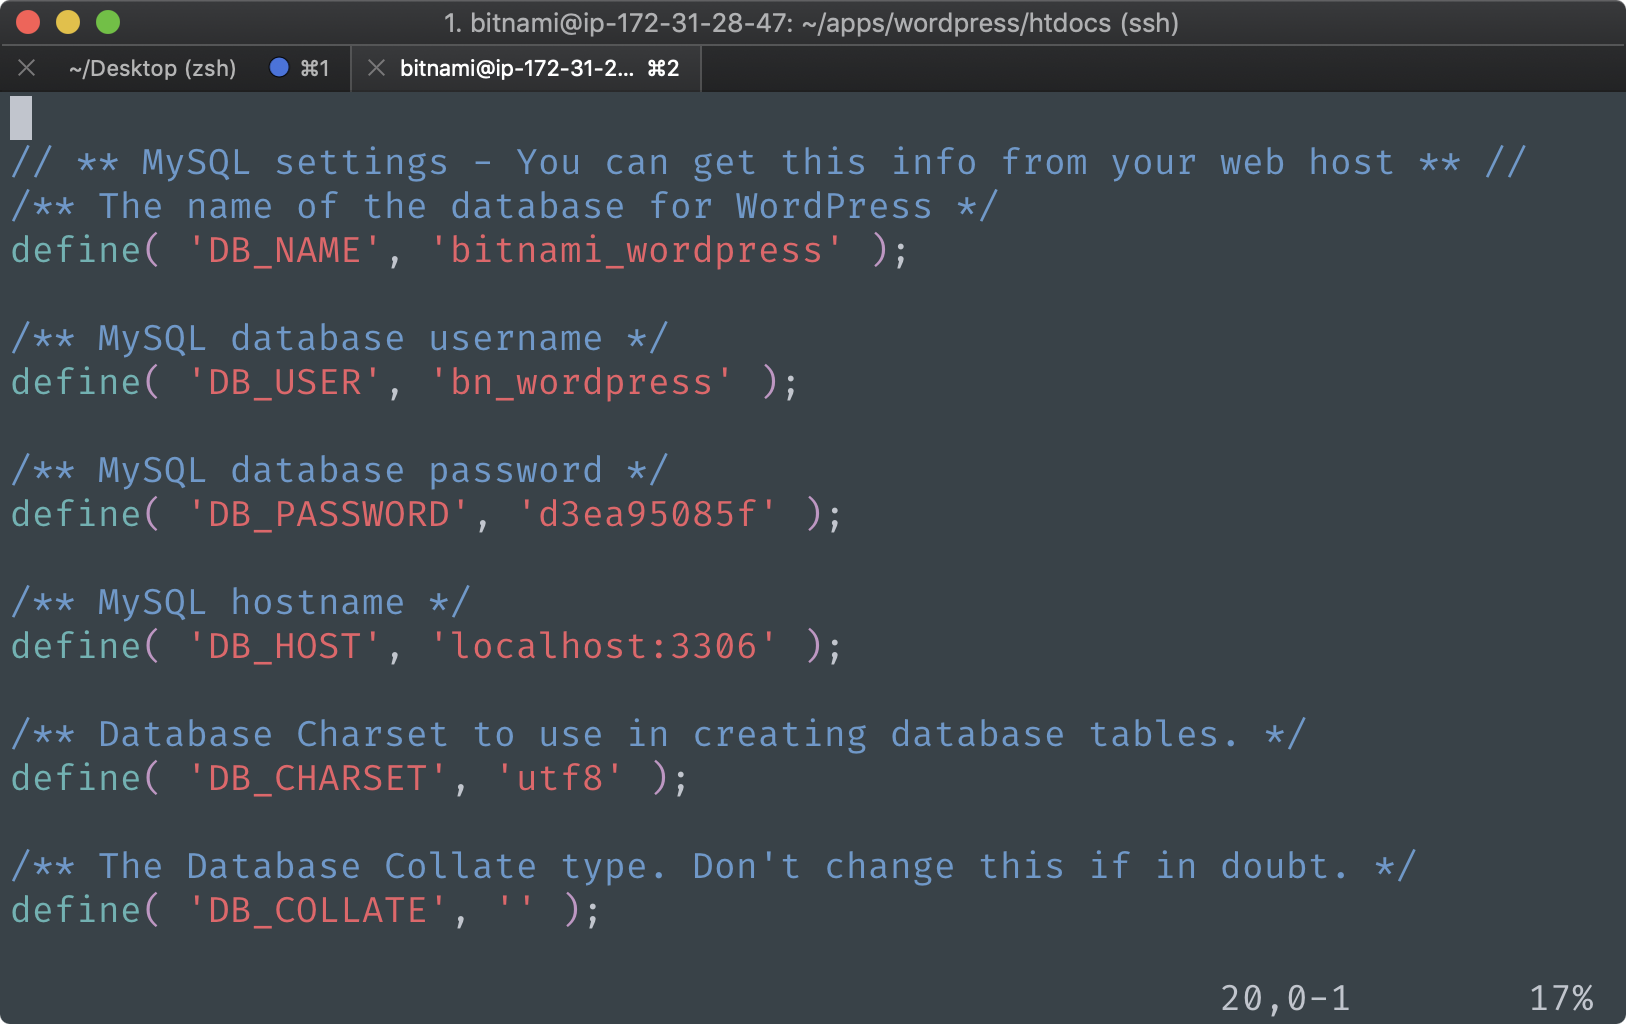 1. bitnami@ip-172-31-28-47: ~/apps/wordpress/htdocs (ssh)
~/Desktop (zsh) ⌘1 bitnami@ip-172-31-2... ⌘2
// ** MySQL settings - You can get this info from your web host ** //
/** The name of the database for WordPress */
define( 'DB_NAME', 'bitnami_wordpress' );
/** MySQL database username */
define( 'DB_USER', 'bn_wordpress' );
/** MySQL database password */
define( 'DB_PASSWORD', 'd3ea95085f' );
/** MySQL hostname */
define( 'DB_HOST', 'localhost:3306' );
/** Database Charset to use in creating database tables. */
define( 'DB_CHARSET', 'utf8' );
/** The Database Collate type. Don't change this if in doubt. */
define( 'DB_COLLATE', '' );
20,0-1 17%